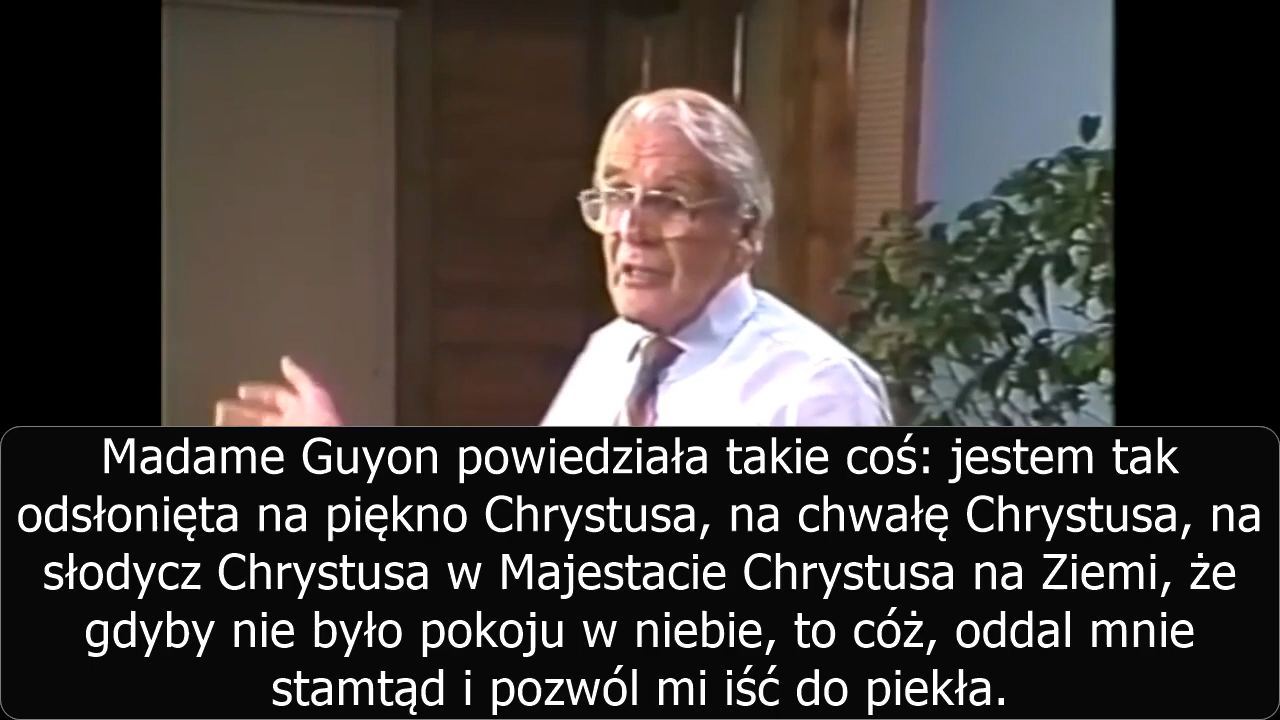 Madame Guyon powiedziała takie coś: jestem tak
odsłonięta na piękno Chrystusa, na chwałę Chrystusa, na
słodycz Chrystusa w Majestacie Chrystusa na Ziemi, że
gdyby nie było pokoju w niebie, to cóż, oddal mnie
stamtąd i pozwól mi iść do piekła.